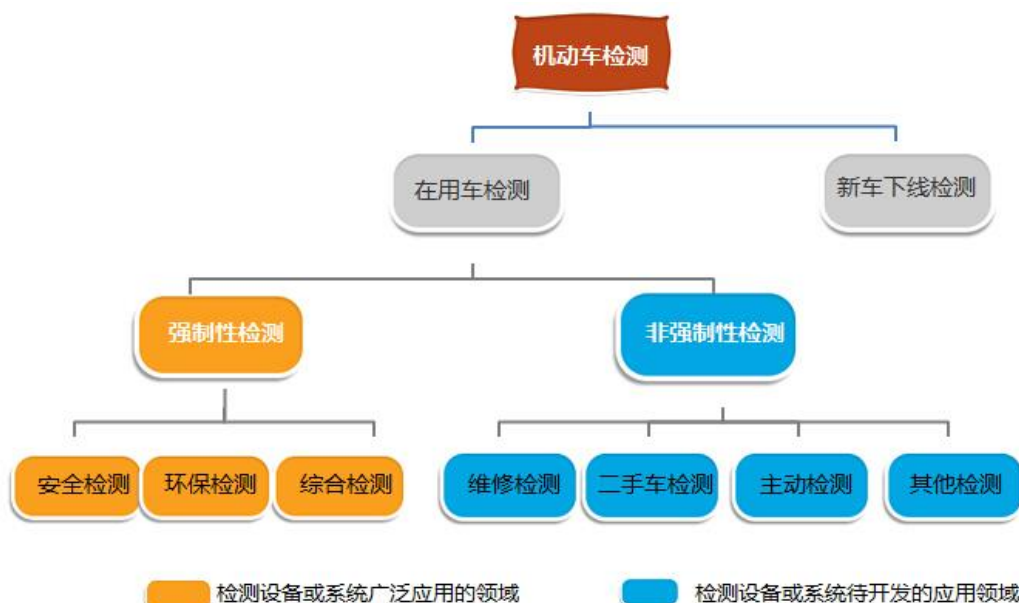 机动车检测
在用车检测
新车下线检测
强制性检测
非强制性检测
安全检测
环保检测
综合检测
维修检测
二手车检测
主动检测
其他检测
检测设备或系统广泛应用的领域
检测设备或系统待开发的应用领域